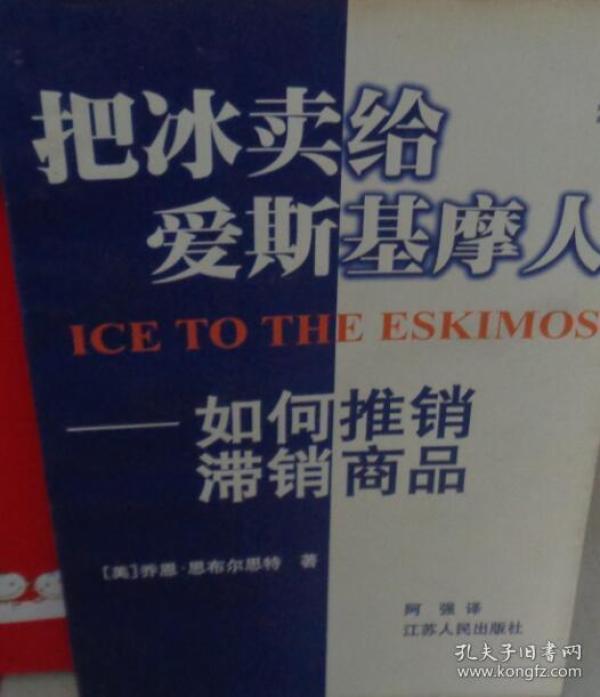 把冰卖给
爱斯基摩人
ICE TO THE ESKIMOS
——如何推销
滞销商品
[美]乔恩·思布尔思特 著
阿 强 译
江苏人民出版社
孔夫子旧书网
www.kongfz.com